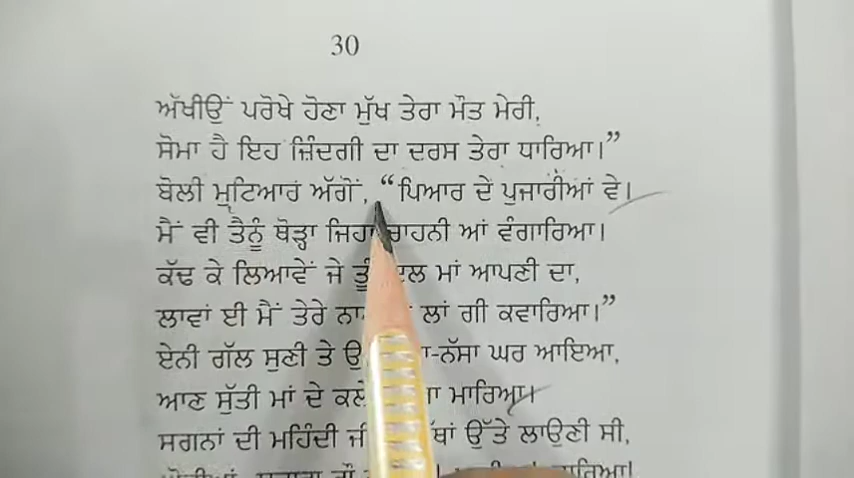 30
ਅੱਖੀਉਂ ਪਰੋਖੇ ਹੋਣਾ ਮੁੱਖ ਤੇਰਾ ਮੌਤ ਮੇਰੀ,
ਸੋਮਾ ਹੈ ਇਹ ਜ਼ਿੰਦਗੀ ਦਾ ਦਰਸ ਤੇਰਾ ਧਾਰਿਆ।”
ਬੋਲੀ ਮੁਟਿਆਰ ਅੱਗੋਂ, “ਪਿਆਰ ਦੇ ਪੁਜਾਰੀਆਂ ਵੇ।
ਮੈਂ ਵੀ ਤੈਨੂੰ ਥੋੜ੍ਹਾ ਜਿਹਾ ਚਾਹਨੀ ਆਂ ਵੰਗਾਰਿਆ।
ਕੱਢ ਕੇ ਲਿਆਵੇਂ ਜੇ ਤੂੰ ਦਿਲ ਮਾਂ ਆਪਣੀ ਦਾ,
ਲਾਵਾਂ ਈ ਮੈਂ ਤੇਰੇ ਲਾਂ ਗੀ ਕਵਾਰਿਆ।”
ਏਨੀ ਗੱਲ ਸੁਣੀ ਤੇ ਘਰ ਆਇਆ,
ਆਣ ਸੁੱਤੀ ਮਾਂ ਦੇ ਮਾਰਿਆ।
ਸਗਨਾਂ ਦੀ ਮਹਿੰਦੀ ਉੱਤੇ ਲਾਉਣੀ ਸੀ,